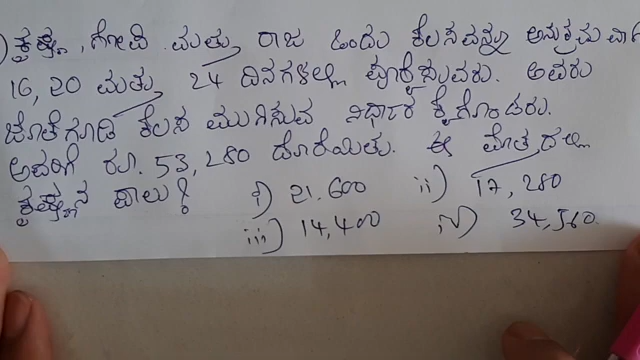 ) ಕೃಷ್ಣ, ಗೋಪಿ ಮತ್ತು ರಾಜ ಒಂದು ಕೆಲಸವನ್ನು ಅನುಕ್ರಮವಾಗಿ
16, 20 ಮತ್ತು 24 ದಿನಗಳಲ್ಲಿ ಪೂರೈಸುವರು. ಅವರು
ಜೊತೆಗೂಡಿ ಕೆಲಸ ಮುಗಿಸುವ ನಿರ್ಧಾರ ಕೈಗೊಂಡರು.
ಅವರಿಗೆ ರೂ. 53,280 ದೊರೆಯಿತು. ಈ ಮೊತ್ತದಲ್ಲಿ
ಕೃಷ್ಣನ ಪಾಲು? i) 21,600 ii) 17,280
iii) 14,400 iv) 34,560.